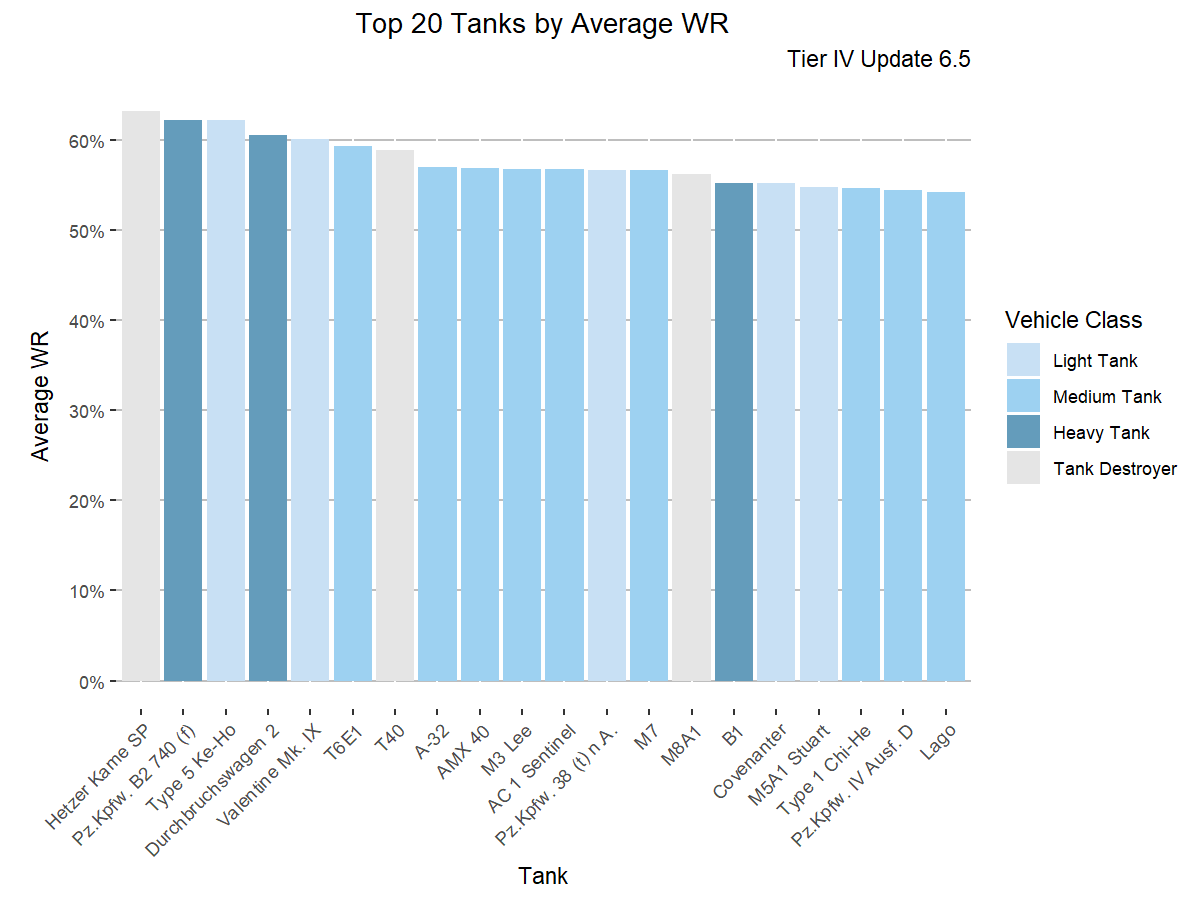 Top 20 Tanks by Average WR
Tier IV Update 6.5
60%
50%
40%
30%
20%
10%
0%
Average WR
Hetzer Kame SP
Pz.Kpfw. B2 740 (f)
Type 5 Ke-Ho
Durchbruchswagen 2
Valentine Mk. IX
T6 E1
T40
A-32
AMX 40
M3 Lee
AC 1 Sentinel
Pz.Kpfw. 38 (t) n.A.
M7
M8A1
B1
Covenanter
M5A1 Stuart
Type 1 Chi-He
Pz.Kpfw. IV Ausf. D
Lago
Tank
Vehicle Class
Light Tank
Medium Tank
Heavy Tank
Tank Destroyer